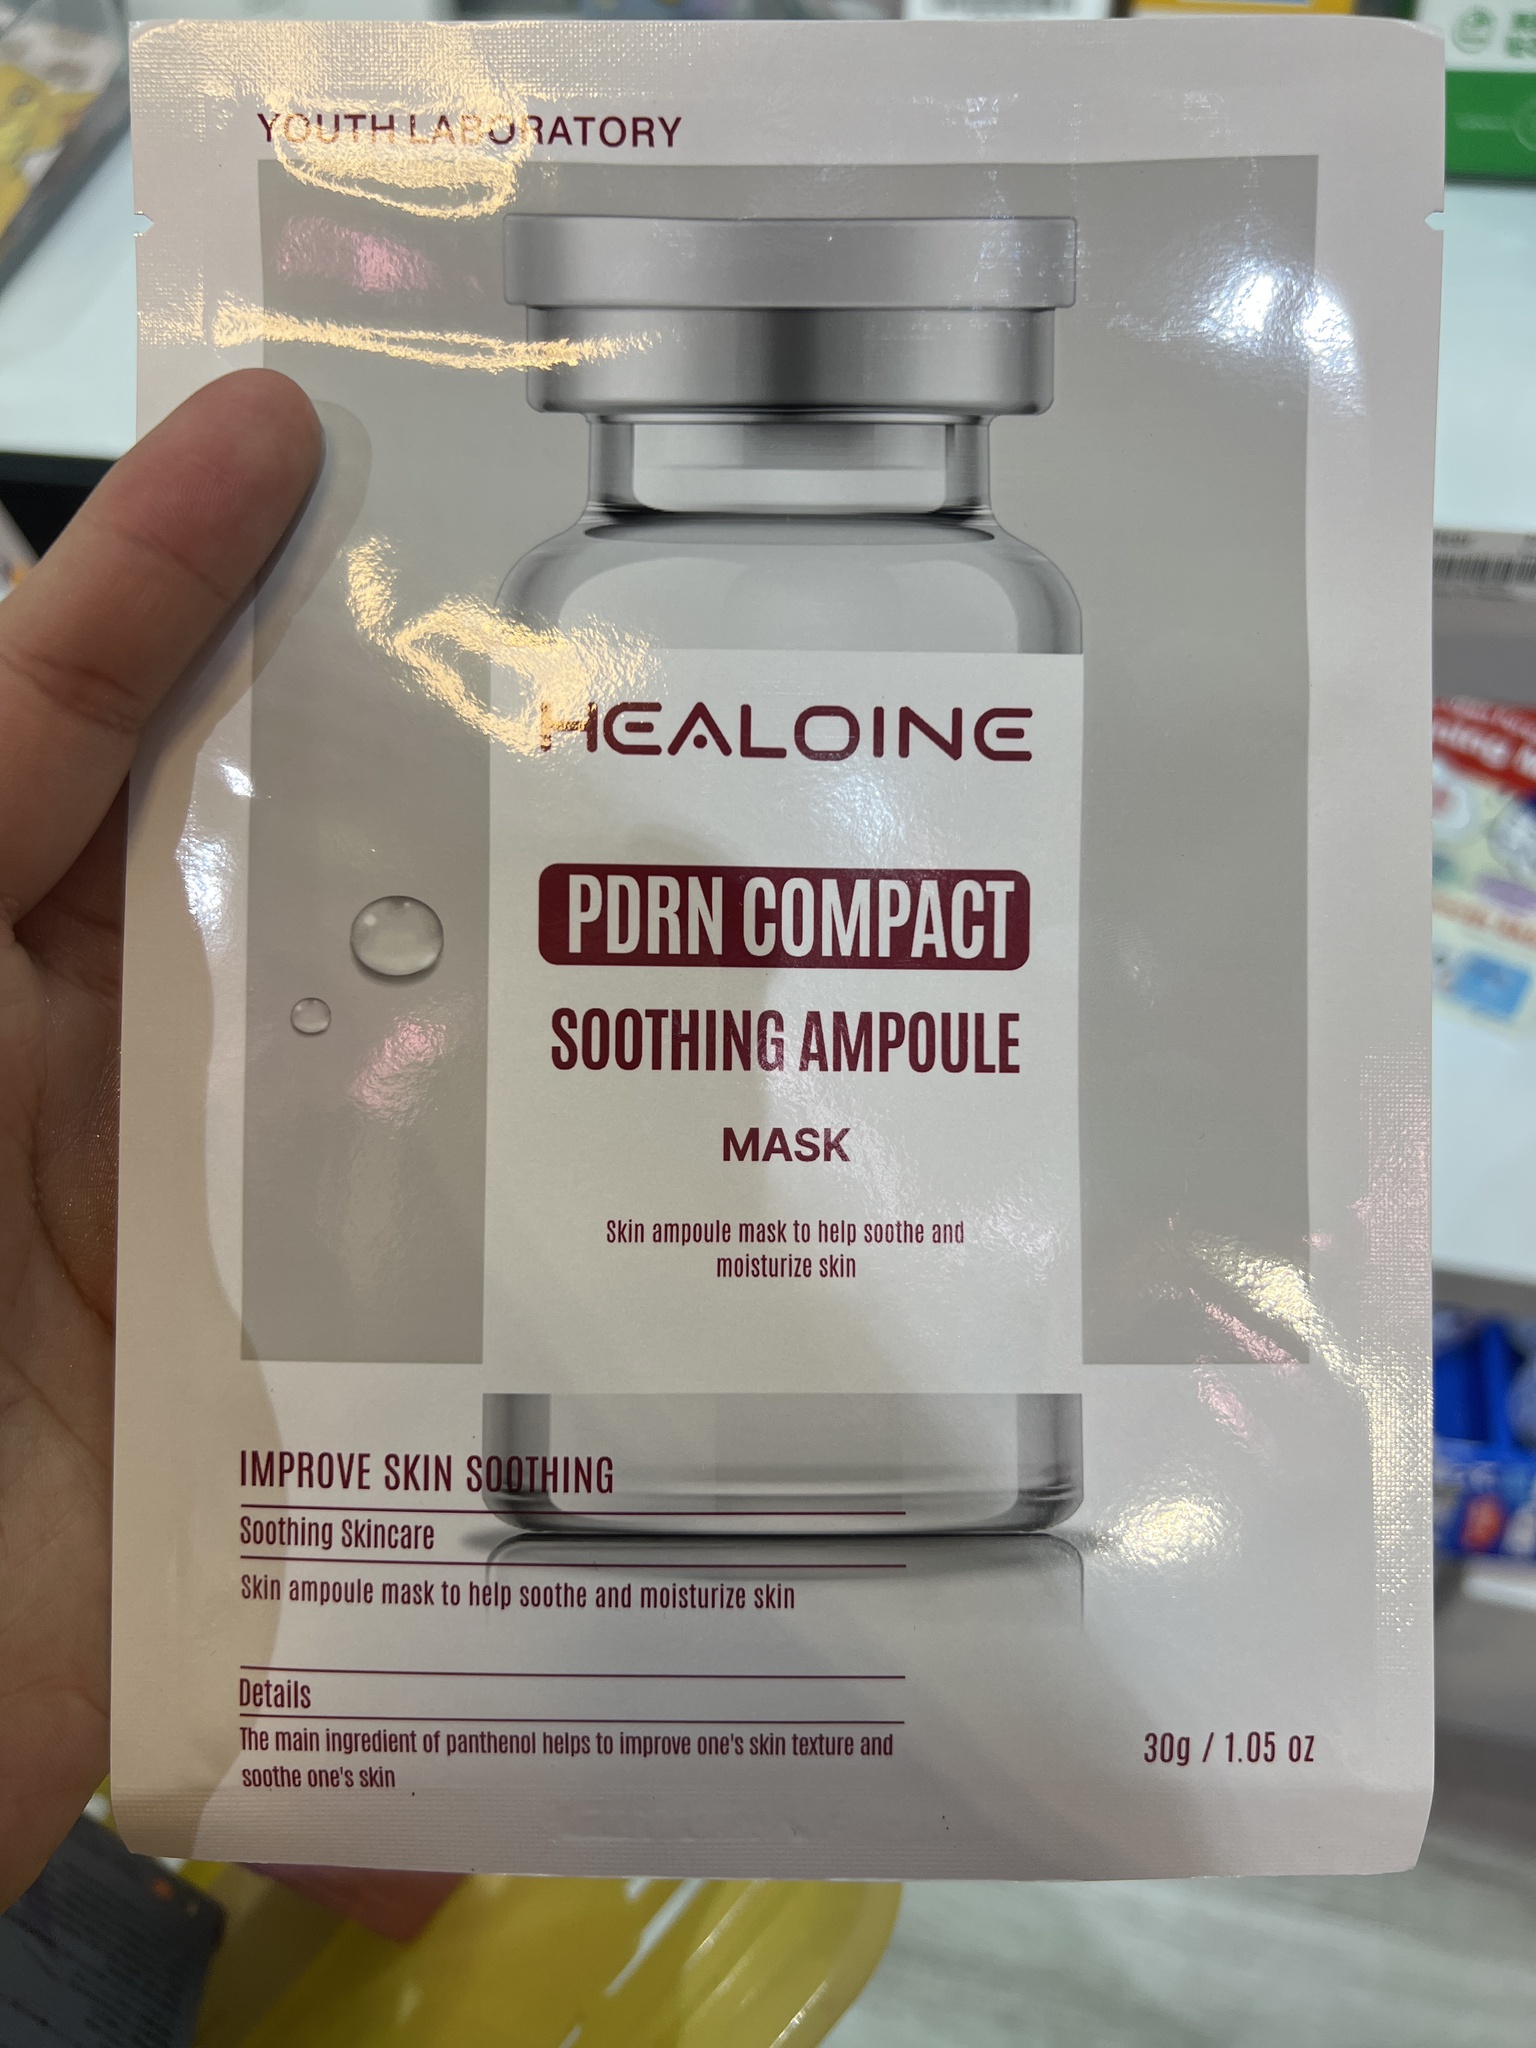 YOUTH LABORATORY
HEALOINE
PDRN COMPACT
SOOTHING AMPOULE
MASK
Skin ampoule mask to help soothe and
moisturize skin
IMPROVE SKIN SOOTHING
Soothing Skincare
Skin ampoule mask to help soothe and moisturize skin
Details
The main ingredient of panthenol helps to improve one's skin texture and
soothe one's skin
30g / 1.05 oz